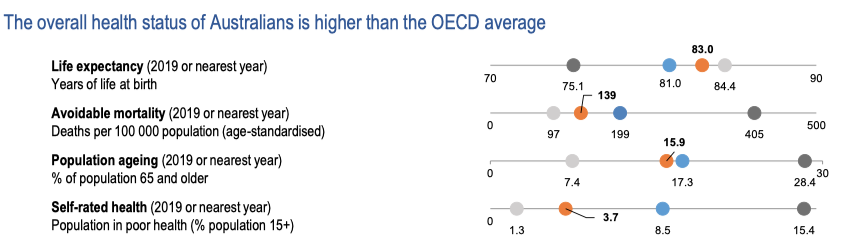 The overall health status of Australians is higher than the OECD average
83.0
Life expectancy (2019 or nearest year)
70 90
Years of life at birth
75.1 81.0 84.4
139
Avoidable mortality (2019 or nearest year)
0 500
Deaths per 100 000 population (age-standardised)
97 199 405
15.9
Population ageing (2019 or nearest year)
0 30
% of population 65 and older
7.4 17.3 28.4
Self-rated health (2019 or nearest year)
0 3.7
Population in poor health (% population 15+)
1.3 8.5 15.4